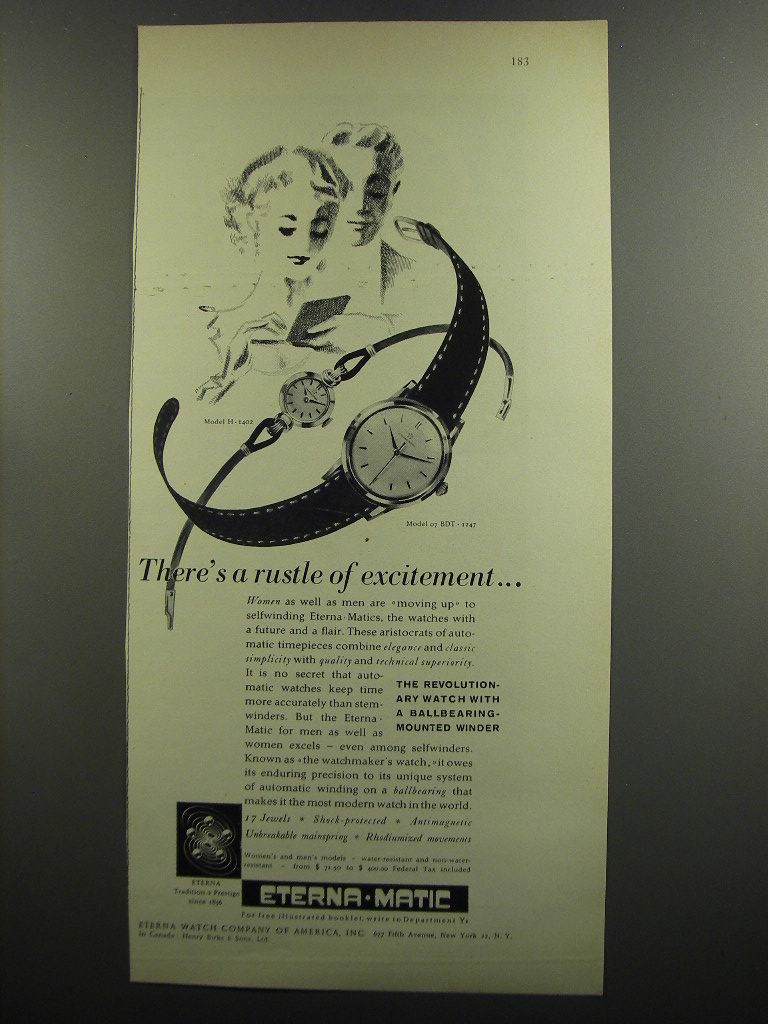 183
Model H-1402
Model 07 BDT-1247
There's a rustle of excitement...
Women as well as men are «moving up» to
selfwinding Eterna·Matics, the watches with
a future and a flair. These aristocrats of auto-
matic timepieces combine elegance and classic
simplicity with quality and technical superiority.
It is no secret that auto-
matic watches keep time
more accurately than stem-
winders. But the Eterna·
Matic for men as well as
women excels – even among selfwinders.
Known as «the watchmaker's watch,» it owes
its enduring precision to its unique system
of automatic winding on a ballbearing that
makes it the most modern watch in the world.
THE REVOLUTION-
ARY WATCH WITH
A BALLBEARING-
MOUNTED WINDER
17 Jewels * Shock-protected * Antimagnetic
Unbreakable mainspring * Rhodiumized movements
Women's and men's models – water-resistant and non-water-
resistant – from $ 71.50 to $ 400.00 Federal Tax included
ETERNA
Tradition + Prestige
since 1856
ETERNA·MATIC
For free illustrated booklet, write to Department Y2
ETERNA WATCH COMPANY OF AMERICA, INC. 677 Fifth Avenue, New York 22, N. Y.
In Canada: Henry Birks & Sons, Ltd.